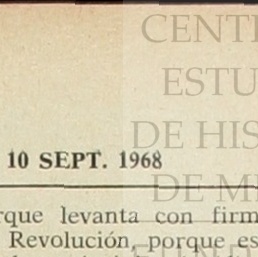 CENT
ESTU
DE HIS
10 SEPT. 1968
DE M
rque levanta con firm
Revolución, porque es